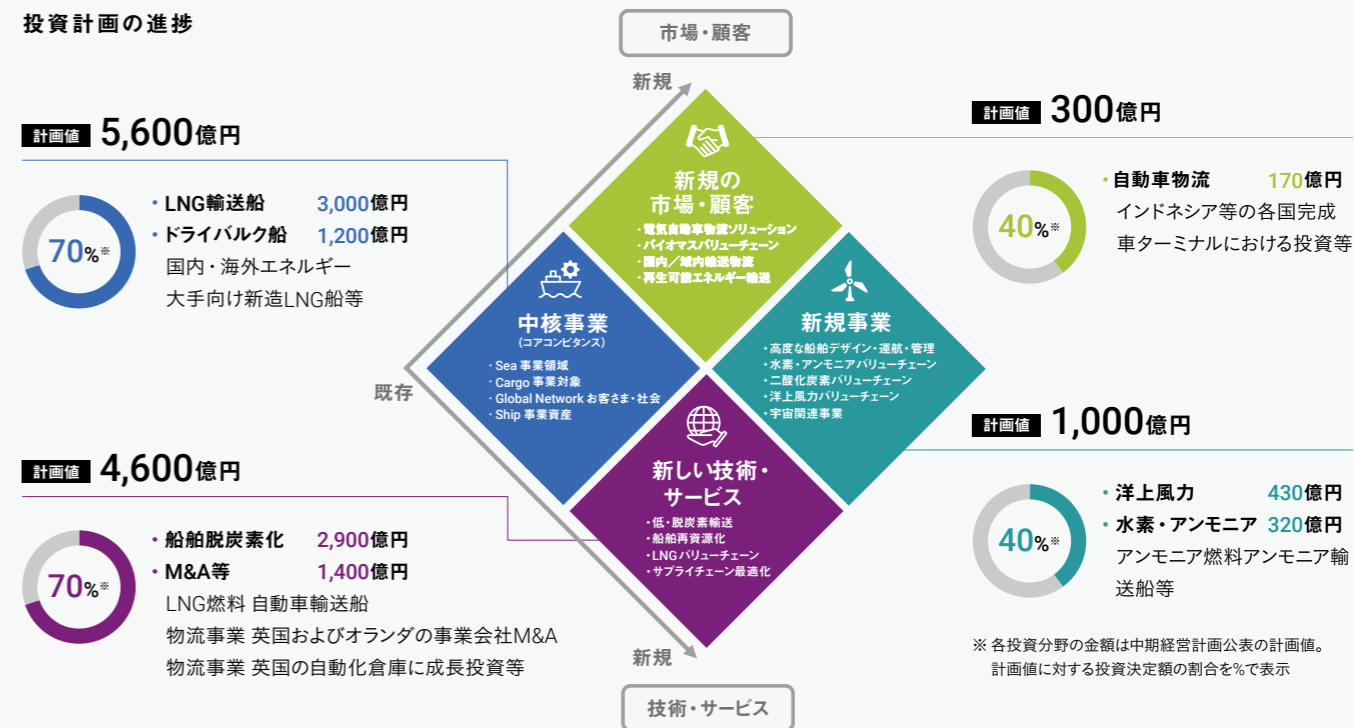 投資計画の進捗
市場・顧客
新規
計画値 5,600億円
70%※
・LNG輸送船 3,000億円
・ドライバルク船 1,200億円
国内・海外エネルギー
大手向け新造LNG船等
計画値 300億円
40%※
・自動車物流 170億円
インドネシア等の各国完成
車ターミナルにおける投資等
新規の
市場・顧客
・電気自動車物流ソリューション
・バイオマスバリューチェーン
・国内／域内輸送物流
・再生可能エネルギー輸送
中核事業
(コアコンピタンス)
・Sea 事業領域
・Cargo 事業対象
・Global Network お客さま・社会
・Ship 事業資産
新規事業
・高度な船舶デザイン・運航・管理
・水素・アンモニアバリューチェーン
・二酸化炭素バリューチェーン
・洋上風力バリューチェーン
・宇宙関連事業
既存
新しい技術・
サービス
・低・脱炭素輸送
・船舶再資源化
・LNGバリューチェーン
・サプライチェーン最適化
計画値 4,600億円
70%※
・船舶脱炭素化 2,900億円
・M&A等 1,400億円
LNG燃料 自動車輸送船
物流事業 英国およびオランダの事業会社M&A
物流事業 英国の自動化倉庫に成長投資等
計画値 1,000億円
40%※
・洋上風力 430億円
・水素・アンモニア 320億円
アンモニア燃料アンモニア輸
送船等
新規
技術・サービス
※ 各投資分野の金額は中期経営計画公表の計画値。
計画値に対する投資決定額の割合を%で表示